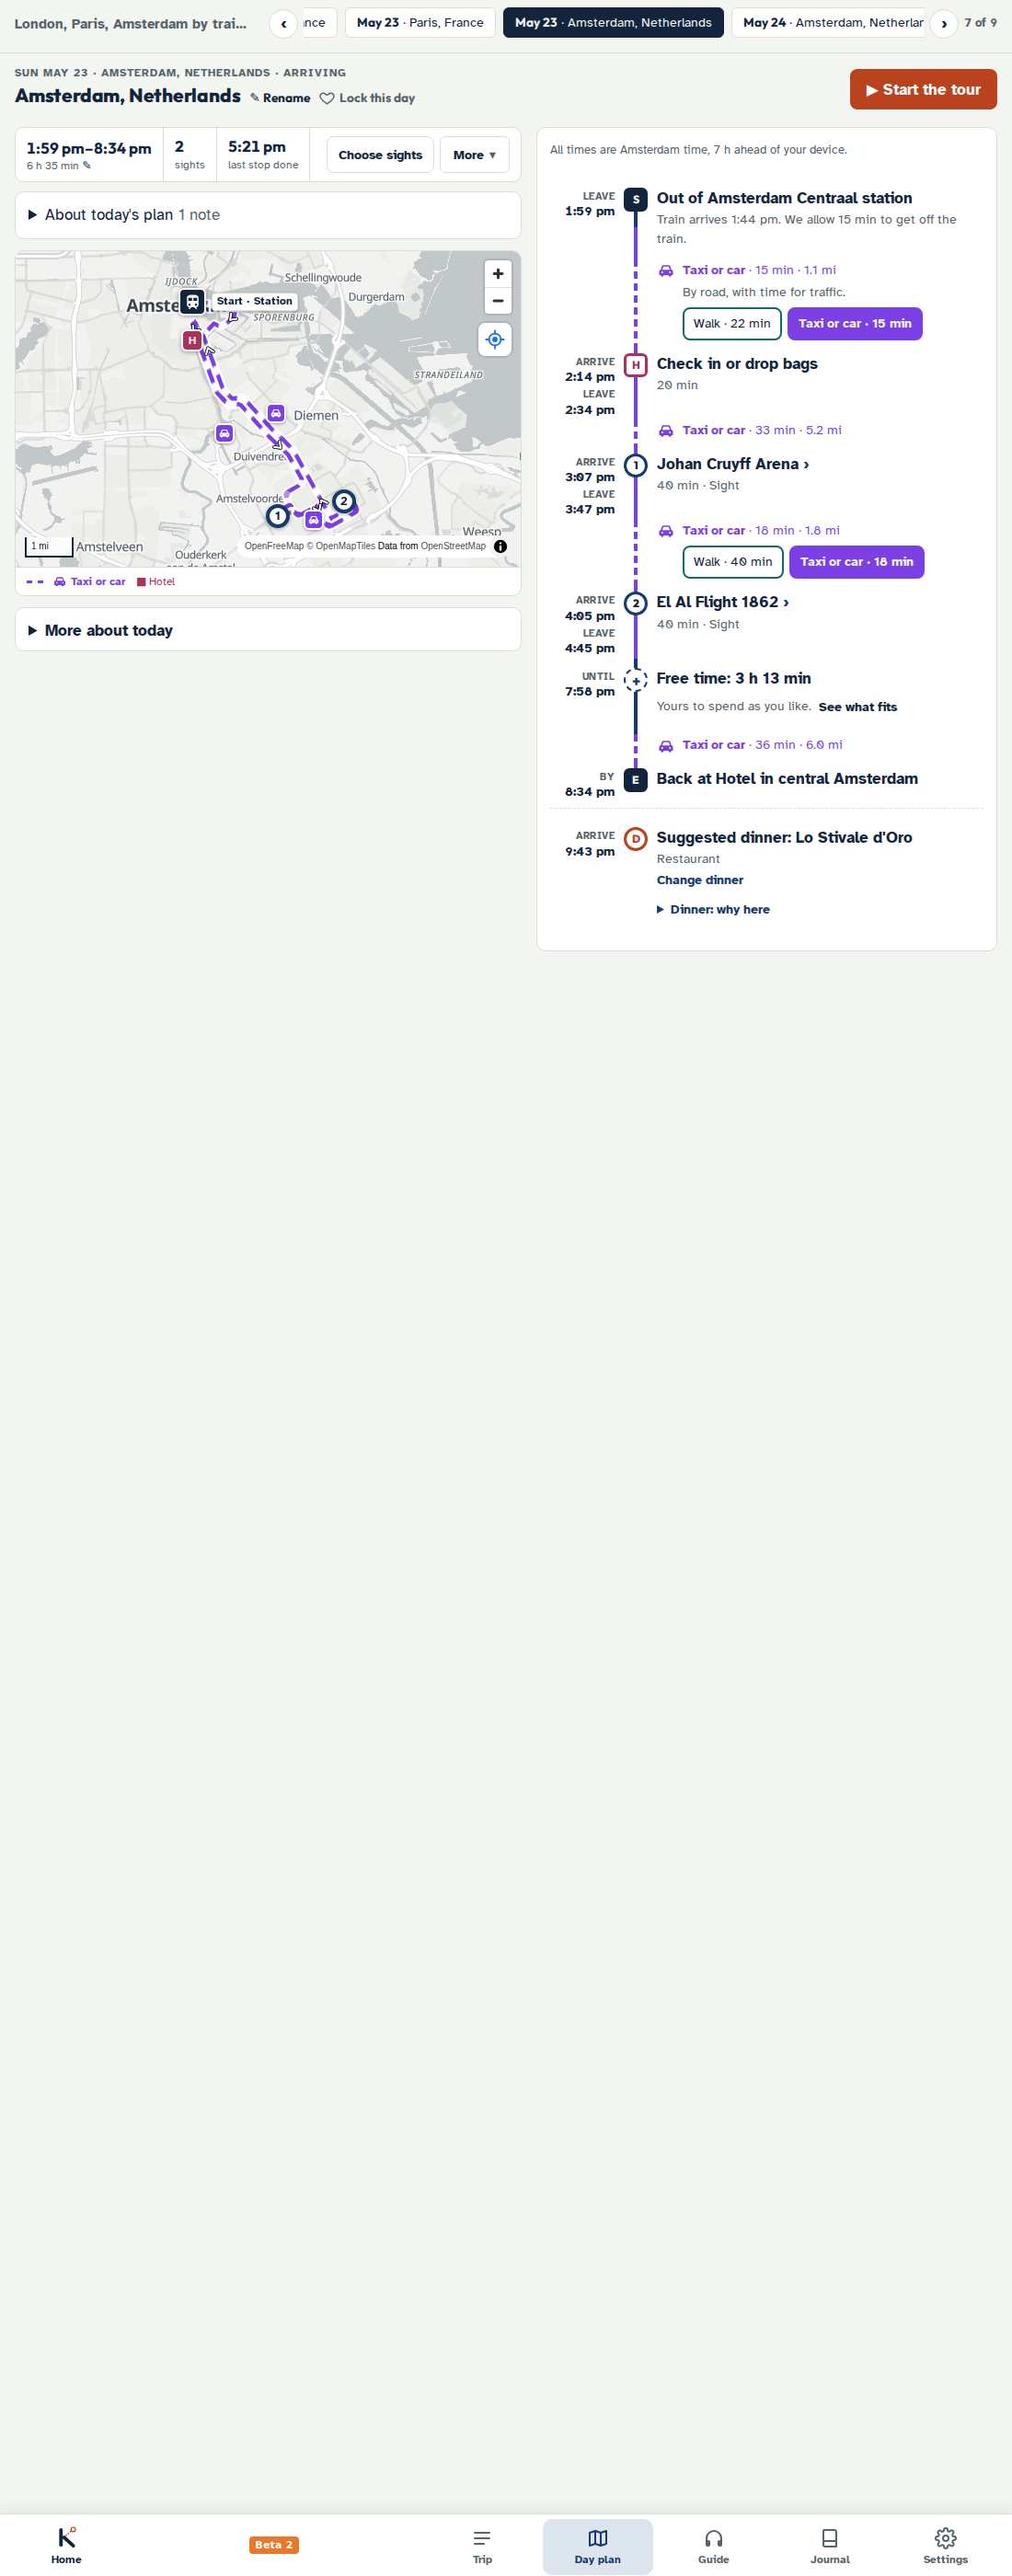 London, Paris, Amsterdam by trai...
‹
nce
May 23 · Paris, France
May 23 · Amsterdam, Netherlands
May 24 · Amsterdam, Netherlan
›
7 of 9
SUN MAY 23 · AMSTERDAM, NETHERLANDS · ARRIVING
Amsterdam, Netherlands
✎ Rename
Lock this day
▶ Start the tour
1:59 pm–8:34 pm
6 h 35 min ✎
2
sights
5:21 pm
last stop done
Choose sights
More ▾
▶ About today's plan 1 note
IJDOCK
Schellingwoude
Durgerdam
Amste
Start · Station
SPORENBURG
H
STRANDEILAND
Diemen
Duivendre
Amstelvoorde
1
2
Weesp
1 mi
Amstelveen
Ouderkerk
aan de Amstel
OpenFreeMap © OpenMapTiles Data from OpenStreetMap
+
−
Taxi or car
Hotel
▶ More about today
All times are Amsterdam time, 7 h ahead of your device.
LEAVE
1:59 pm
S
Out of Amsterdam Centraal station
Train arrives 1:44 pm. We allow 15 min to get off the
train.
Taxi or car · 15 min · 1.1 mi
By road, with time for traffic.
Walk · 22 min
Taxi or car · 15 min
ARRIVE
2:14 pm
LEAVE
2:34 pm
H
Check in or drop bags
20 min
Taxi or car · 33 min · 5.2 mi
ARRIVE
3:07 pm
LEAVE
3:47 pm
1
Johan Cruyff Arena ›
40 min · Sight
Taxi or car · 18 min · 1.8 mi
Walk · 40 min
Taxi or car · 18 min
ARRIVE
4:05 pm
LEAVE
4:45 pm
2
El Al Flight 1862 ›
40 min · Sight
UNTIL
7:58 pm
+
Free time: 3 h 13 min
Yours to spend as you like. See what fits
Taxi or car · 36 min · 6.0 mi
BY
8:34 pm
E
Back at Hotel in central Amsterdam
ARRIVE
9:43 pm
D
Suggested dinner: Lo Stivale d'Oro
Restaurant
Change dinner
▶ Dinner: why here
Home
Beta 2
Trip
Day plan
Guide
Journal
Settings